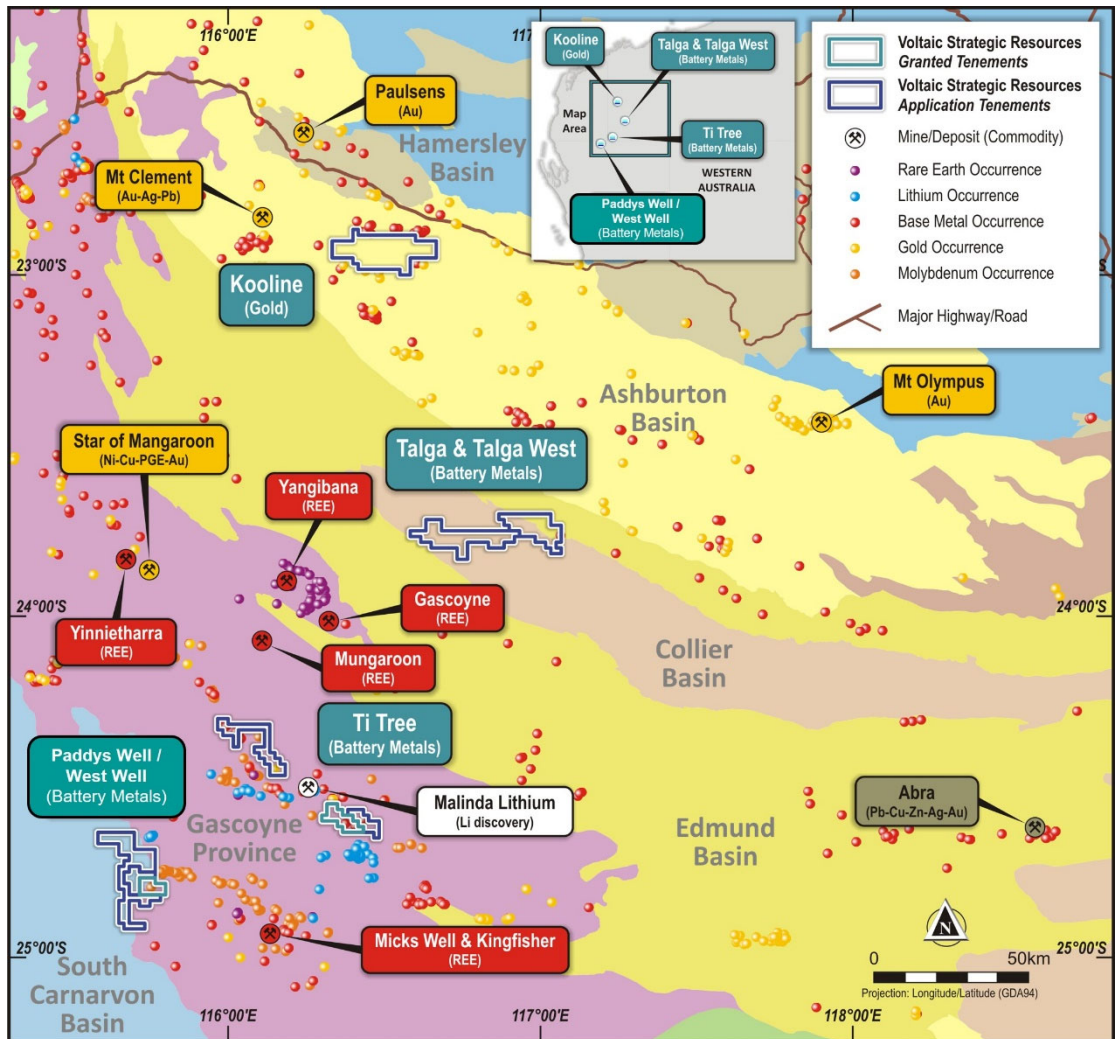 116°00'E
117°
Paulsens
(Au)
Hamersley
Basin
Mt Clement
(Au-Ag-Pb)
23°00'S
Kooline
(Gold)
Kooline
(Gold)
Talga & Talga West
(Battery Metals)
Map
Area
Ti Tree
(Battery Metals)
WESTERN
AUSTRALIA
Paddys Well /
West Well
(Battery Metals)
Voltaic Strategic Resources
Granted Tenements
Voltaic Strategic Resources
Application Tenements
Mine/Deposit (Commodity)
Rare Earth Occurrence
Lithium Occurrence
Base Metal Occurrence
Gold Occurrence
Molybdenum Occurrence
Major Highway/Road
Ashburton
Basin
Mt Olympus
(Au)
Star of Mangaroon
(Ni-Cu-PGE-Au)
Talga & Talga West
(Battery Metals)
Yangibana
(REE)
24°00'S
24°00'S
Gascoyne
(REE)
Yinnietharra
(REE)
Mungaroon
(REE)
Collier
Basin
Ti Tree
(Battery Metals)
Paddys Well /
West Well
(Battery Metals)
Malinda Lithium
(Li discovery)
Gascoyne
Province
Edmund
Basin
Abra
(Pb-Cu-Zn-Ag-Au)
Micks Well & Kingfisher
(REE)
25°00'S
25°00'S
South
Carnarvon
Basin
N
0
50km
Projection: Longitude/Latitude (GDA94)
116°00'E
117°00'E
118°00'E